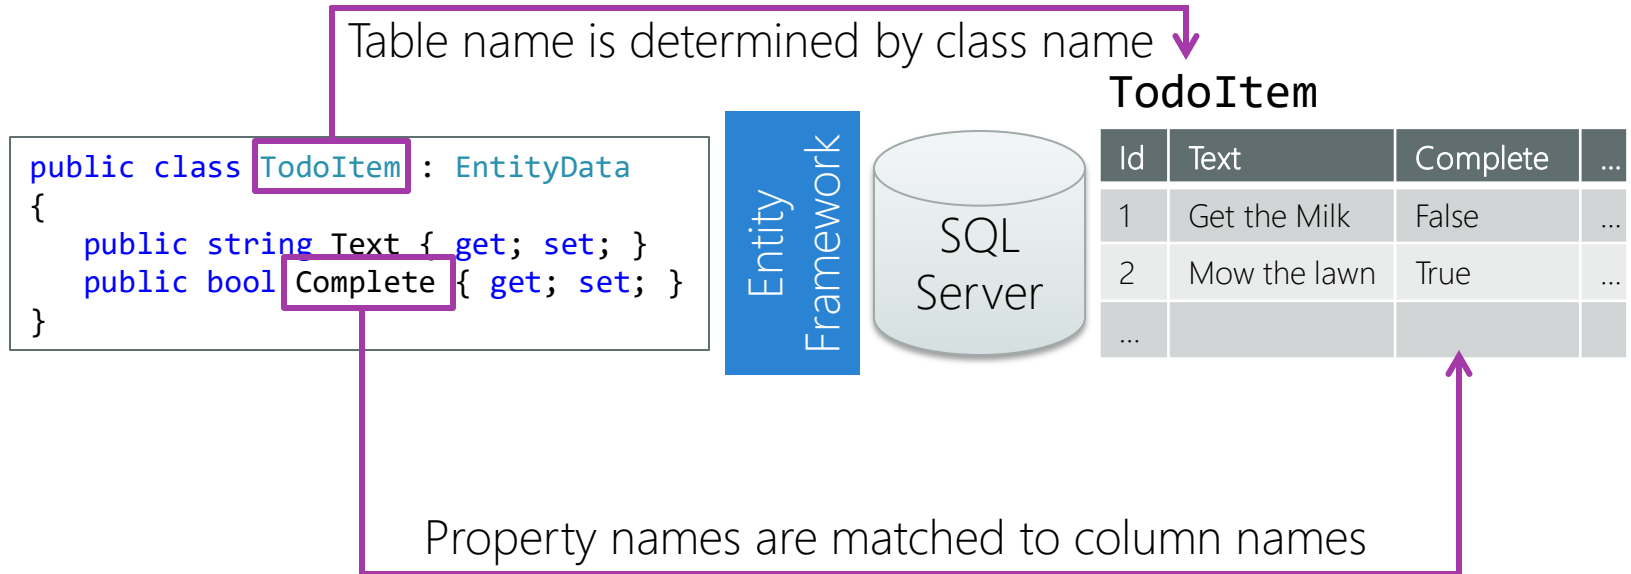 Table name is determined by class name
TodoItem
public class TodoItem : EntityData
{
public string Text { get; set; }
public bool Complete { get; set; }
}
Entity
Framework
SQL
Server
Id Text Complete ...
1 Get the Milk False ...
2 Mow the lawn True ...
...
Property names are matched to column names